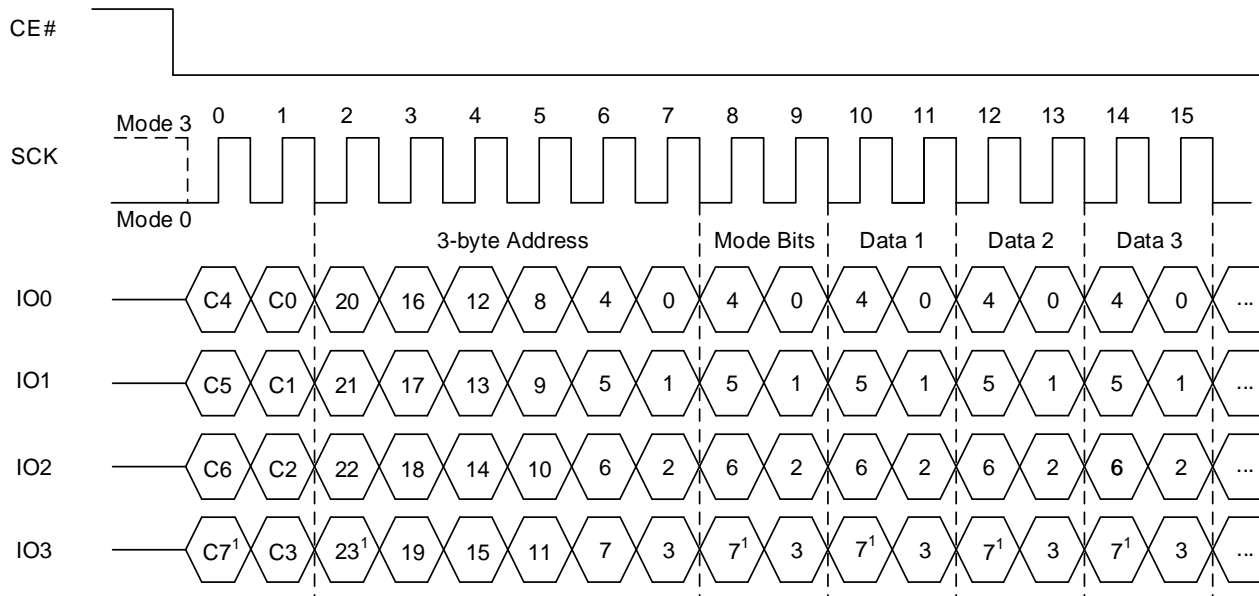 CE#
Mode 3
0 1 2 3 4 5 6 7 8 9 10 11 12 13 14 15
SCK
Mode 0
3-byte Address Mode Bits Data 1 Data 2 Data 3
IO0 C4 C0 20 16 12 8 4 0 4 0 4 0 4 0 4 0 ...
IO1 C5 C1 21 17 13 9 5 1 5 1 5 1 5 1 5 1 ...
IO2 C6 C2 22 18 14 10 6 2 6 2 6 2 6 2 6 2 ...
IO3 C7¹ C3 23¹ 19 15 11 7 3 7¹ 3 7¹ 3 7¹ 3 7¹ 3 ...